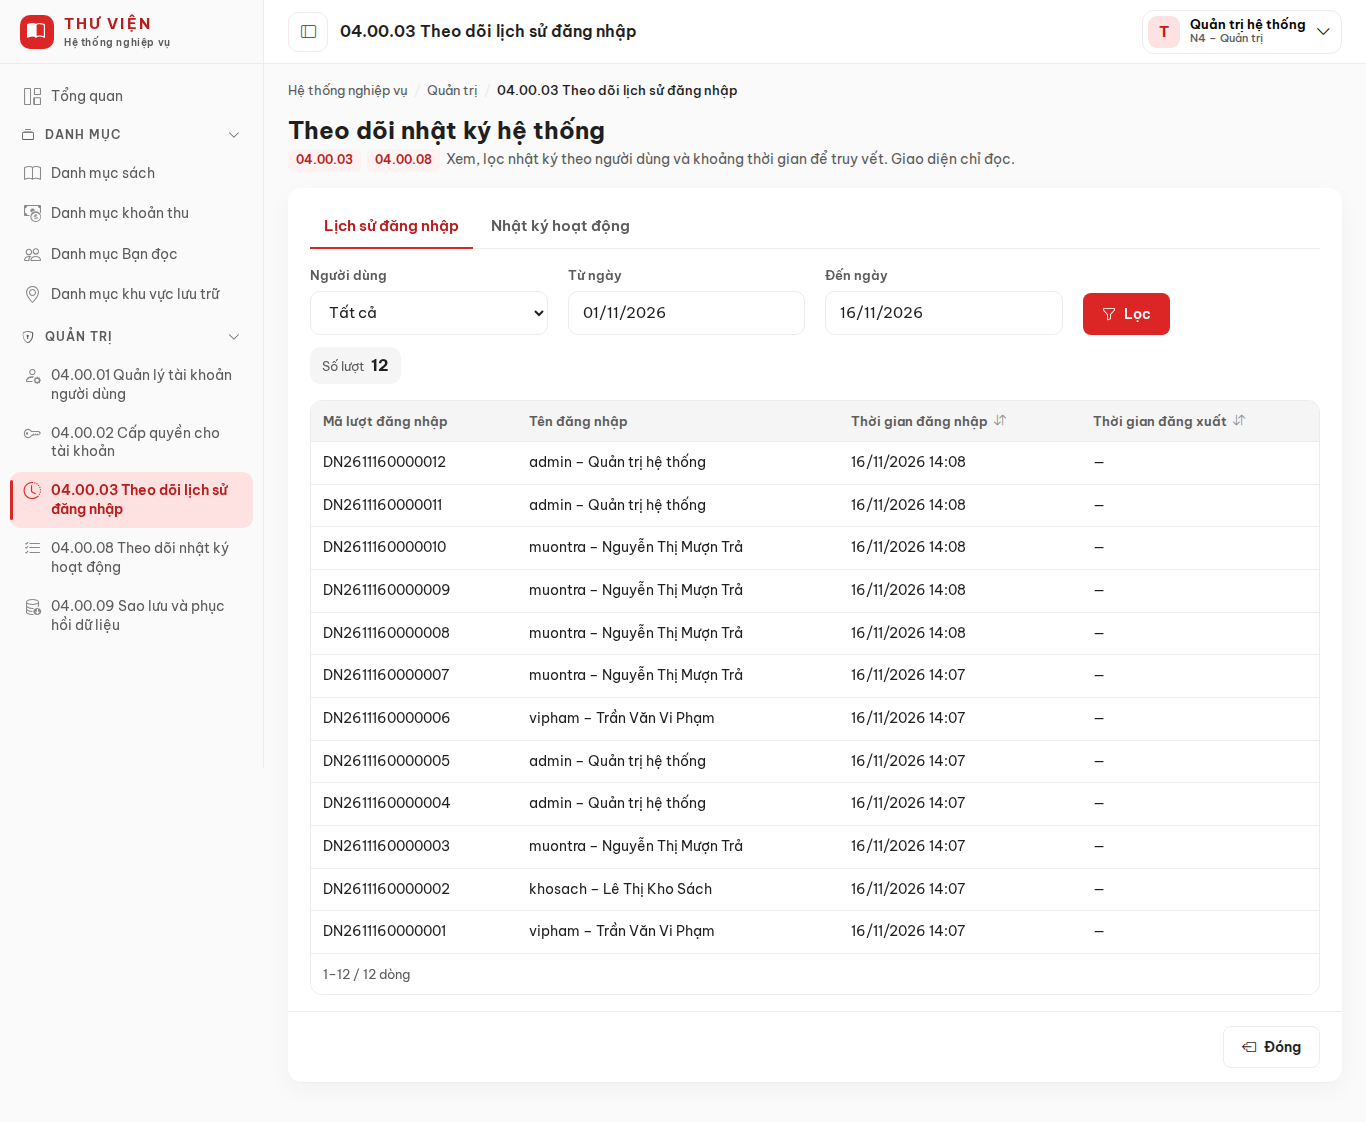 THƯ VIỆN
Hệ thống nghiệp vụ
04.00.03 Theo dõi lịch sử đăng nhập
T
Quản trị hệ thống
N4 – Quản trị
Tổng quan
DANH MỤC
Danh mục sách
Danh mục khoản thu
Danh mục Bạn đọc
Danh mục khu vực lưu trữ
QUẢN TRỊ
04.00.01 Quản lý tài khoản
người dùng
04.00.02 Cấp quyền cho
tài khoản
04.00.03 Theo dõi lịch sử
đăng nhập
04.00.08 Theo dõi nhật ký
hoạt động
04.00.09 Sao lưu và phục
hồi dữ liệu
Hệ thống nghiệp vụ / Quản trị / 04.00.03 Theo dõi lịch sử đăng nhập
Theo dõi nhật ký hệ thống
04.00.03 04.00.08 Xem, lọc nhật ký theo người dùng và khoảng thời gian để truy vết. Giao diện chỉ đọc.
Lịch sử đăng nhập Nhật ký hoạt động
Người dùng Từ ngày Đến ngày
Tất cả 01/11/2026 16/11/2026 Lọc
Số lượt 12
Mã lượt đăng nhập Tên đăng nhập Thời gian đăng nhập Thời gian đăng xuất
DN2611160000012 admin – Quản trị hệ thống 16/11/2026 14:08 —
DN2611160000011 admin – Quản trị hệ thống 16/11/2026 14:08 —
DN2611160000010 muontra – Nguyễn Thị Mượn Trả 16/11/2026 14:08 —
DN2611160000009 muontra – Nguyễn Thị Mượn Trả 16/11/2026 14:08 —
DN2611160000008 muontra – Nguyễn Thị Mượn Trả 16/11/2026 14:08 —
DN2611160000007 muontra – Nguyễn Thị Mượn Trả 16/11/2026 14:07 —
DN2611160000006 vipham – Trần Văn Vi Phạm 16/11/2026 14:07 —
DN2611160000005 admin – Quản trị hệ thống 16/11/2026 14:07 —
DN2611160000004 admin – Quản trị hệ thống 16/11/2026 14:07 —
DN2611160000003 muontra – Nguyễn Thị Mượn Trả 16/11/2026 14:07 —
DN2611160000002 khosach – Lê Thị Kho Sách 16/11/2026 14:07 —
DN2611160000001 vipham – Trần Văn Vi Phạm 16/11/2026 14:07 —
1–12 / 12 dòng
Đóng